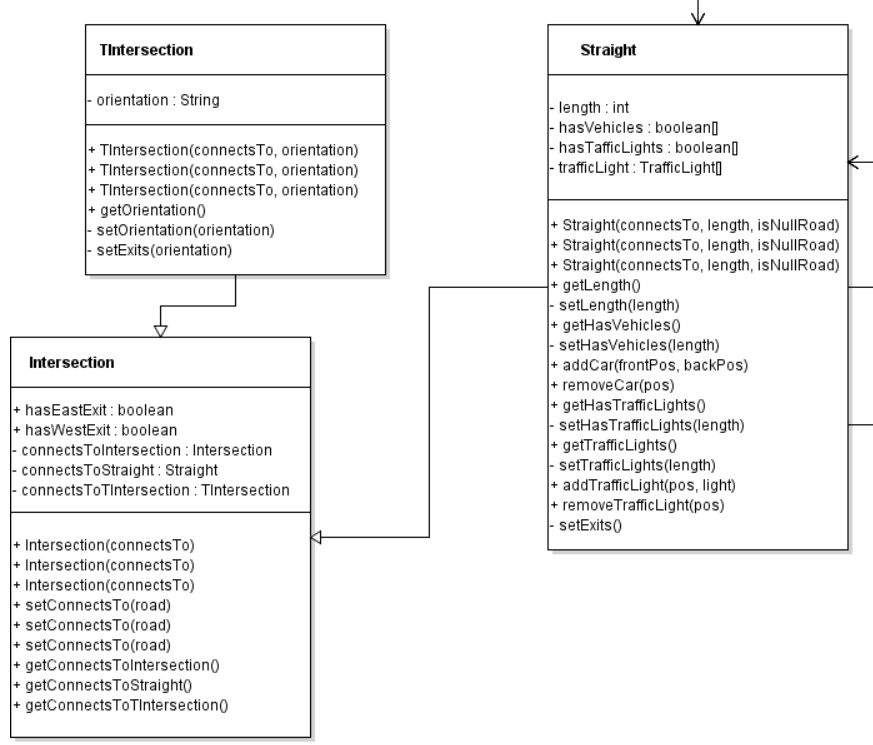 TIntersection
- orientation : String
+ TIntersection(connectsTo, orientation)
+ TIntersection(connectsTo, orientation)
+ TIntersection(connectsTo, orientation)
+ getOrientation()
- setOrientation(orientation)
- setExits(orientation)
Intersection
+ hasEastExit : boolean
+ hasWestExit : boolean
- connectsToIntersection : Intersection
- connectsToStraight : Straight
- connectsToTIntersection : TIntersection
+ Intersection(connectsTo)
+ Intersection(connectsTo)
+ Intersection(connectsTo)
+ setConnectsTo(road)
+ setConnectsTo(road)
+ setConnectsTo(road)
+ getConnectsToIntersection()
+ getConnectsToStraight()
+ getConnectsToTIntersection()
Straight
- length : int
- hasVehicles : boolean[]
- hasTafficLights : boolean[]
- trafficLight : TrafficLight[]
+ Straight(connectsTo, length, isNullRoad)
+ Straight(connectsTo, length, isNullRoad)
+ Straight(connectsTo, length, isNullRoad)
+ getLength()
- setLength(length)
+ getHasVehicles()
- setHasVehicles(length)
+ addCar(frontPos, backPos)
+ removeCar(pos)
+ getHasTrafficLights()
- setHasTrafficLights(length)
+ getTrafficLights()
- setTrafficLights(length)
+ addTrafficLight(pos, light)
+ removeTrafficLight(pos)
- setExits()